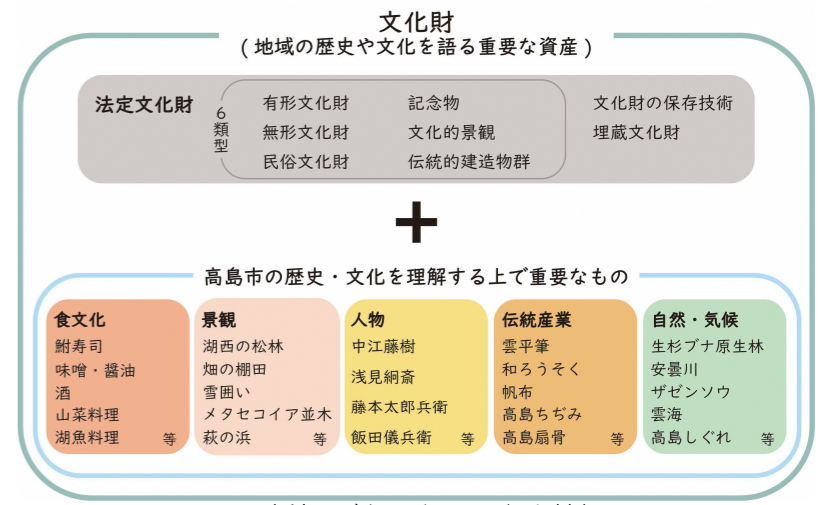 文化財
(地域の歴史や文化を語る重要な資産)
法定文化財
6類型
有形文化財
無形文化財
民俗文化財
記念物
文化的景観
伝統的建造物群
文化財の保存技術
埋蔵文化財
+
高島市の歴史・文化を理解する上で重要なもの
食文化
鮒寿司
味噌・醤油
酒
山菜料理
湖魚料理 等
景観
湖西の松林
畑の棚田
雪囲い
メタセコイア並木
萩の浜 等
人物
中江藤樹
浅見絅斎
藤本太郎兵衛
飯田儀兵衛 等
伝統産業
雲平筆
和ろうそく
帆布
高島ちぢみ
高島扇骨 等
自然・気候
生杉ブナ原生林
安曇川
ザゼンソウ
雲海
高島しぐれ 等